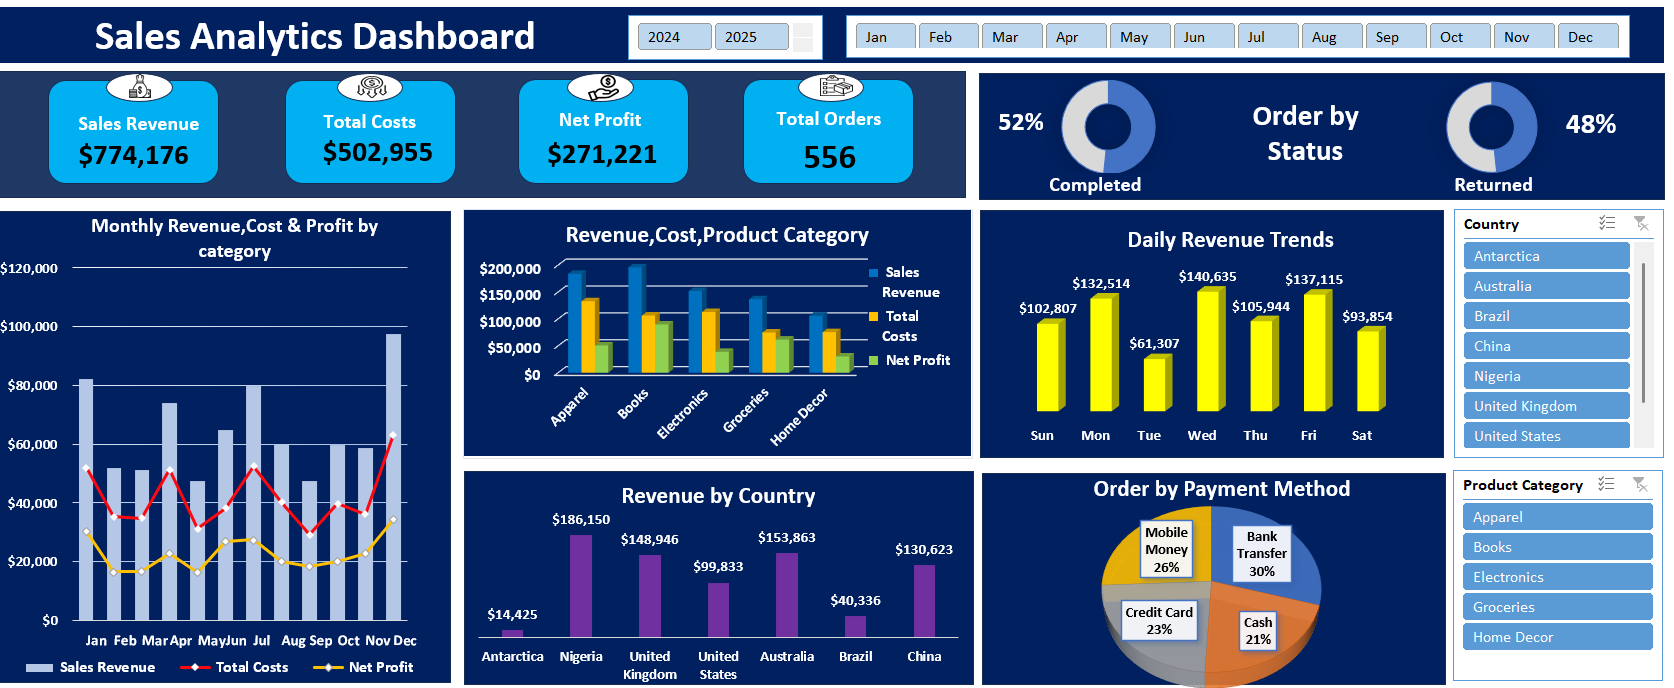 Sales Analytics Dashboard
2024
2025
Jan
Feb
Mar
Apr
May
Jun
Jul
Aug
Sep
Oct
Nov
Dec
Sales Revenue
$774,176
Total Costs
$502,955
Net Profit
$271,221
Total Orders
556
52%
Completed
Order by
Status
48%
Returned
Monthly Revenue,Cost & Profit by
category
$120,000
$100,000
$80,000
$60,000
$40,000
$20,000
$0
Jan Feb Mar Apr May Jun Jul Aug Sep Oct Nov Dec
Sales Revenue
Total Costs
Net Profit
Revenue,Cost,Product Category
$200,000
$150,000
$100,000
$50,000
$0
Apparel
Books
Electronics
Groceries
Home Decor
Sales
Revenue
Total
Costs
Net Profit
Daily Revenue Trends
$102,807
$132,514
$61,307
$140,635
$105,944
$137,115
$93,854
Sun Mon Tue Wed Thu Fri Sat
Country
Antarctica
Australia
Brazil
China
Nigeria
United Kingdom
United States
Revenue by Country
$14,425
$186,150
$148,946
$99,833
$153,863
$40,336
$130,623
Antarctica
Nigeria
United
Kingdom
United
States
Australia
Brazil
China
Order by Payment Method
Mobile
Money
26%
Bank
Transfer
30%
Credit Card
23%
Cash
21%
Product Category
Apparel
Books
Electronics
Groceries
Home Decor